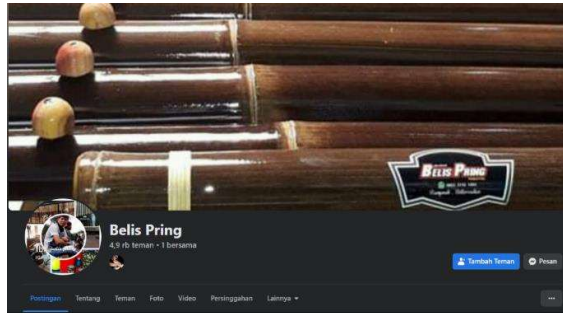 BELIS PRING
Belis Pring
4,9 rb teman • 1 bersama
Tambah Teman
Pesan
Postingan Tentang Teman Foto Video Persinggahan Lainnya